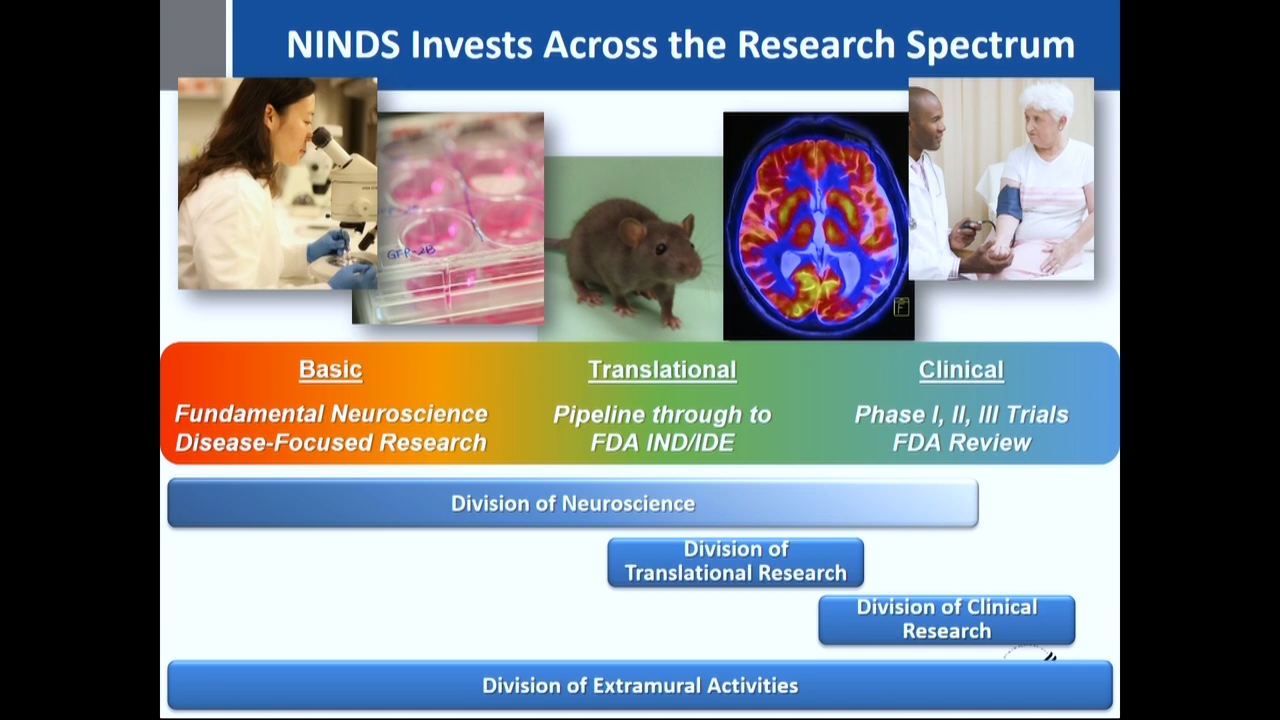 NINDS Invests Across the Research Spectrum
GFP-2B
F
Basic
Fundamental Neuroscience
Disease-Focused Research
Translational
Pipeline through to
FDA IND/IDE
Clinical
Phase I, II, III Trials
FDA Review
Division of Neuroscience
Division of
Translational Research
Division of Clinical
Research
Division of Extramural Activities